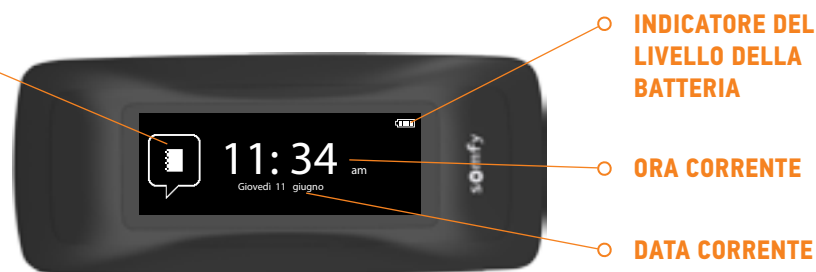 INDICATORE DEL
LIVELLO DELLA
BATTERIA
11: 34 am
Giovedì 11 giugno
somfy
ORA CORRENTE
DATA CORRENTE